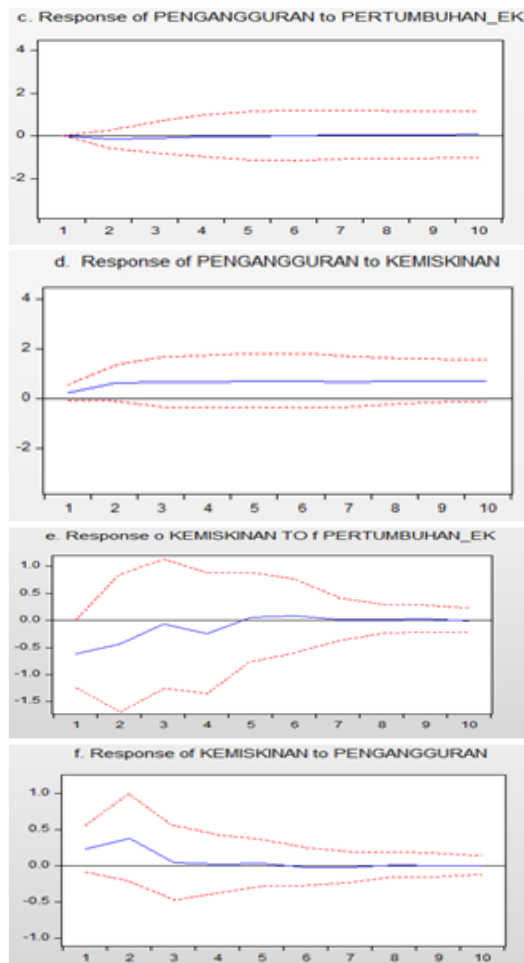 c. Response of PENGANGGURAN to PERTUMBUHAN_EK
4
2
0
-2
1 2 3 4 5 6 7 8 9 10
d. Response of PENGANGGURAN to KEMISKINAN
4
2
0
-2
1 2 3 4 5 6 7 8 9 10
e. Response o KEMISKINAN TO f PERTUMBUHAN_EK
1.0
0.5
0.0
-0.5
-1.0
-1.5
1 2 3 4 5 6 7 8 9 10
f. Response of KEMISKINAN to PENGANGGURAN
1.0
0.5
0.0
-0.5
-1.0
1 2 3 4 5 6 7 8 9 10